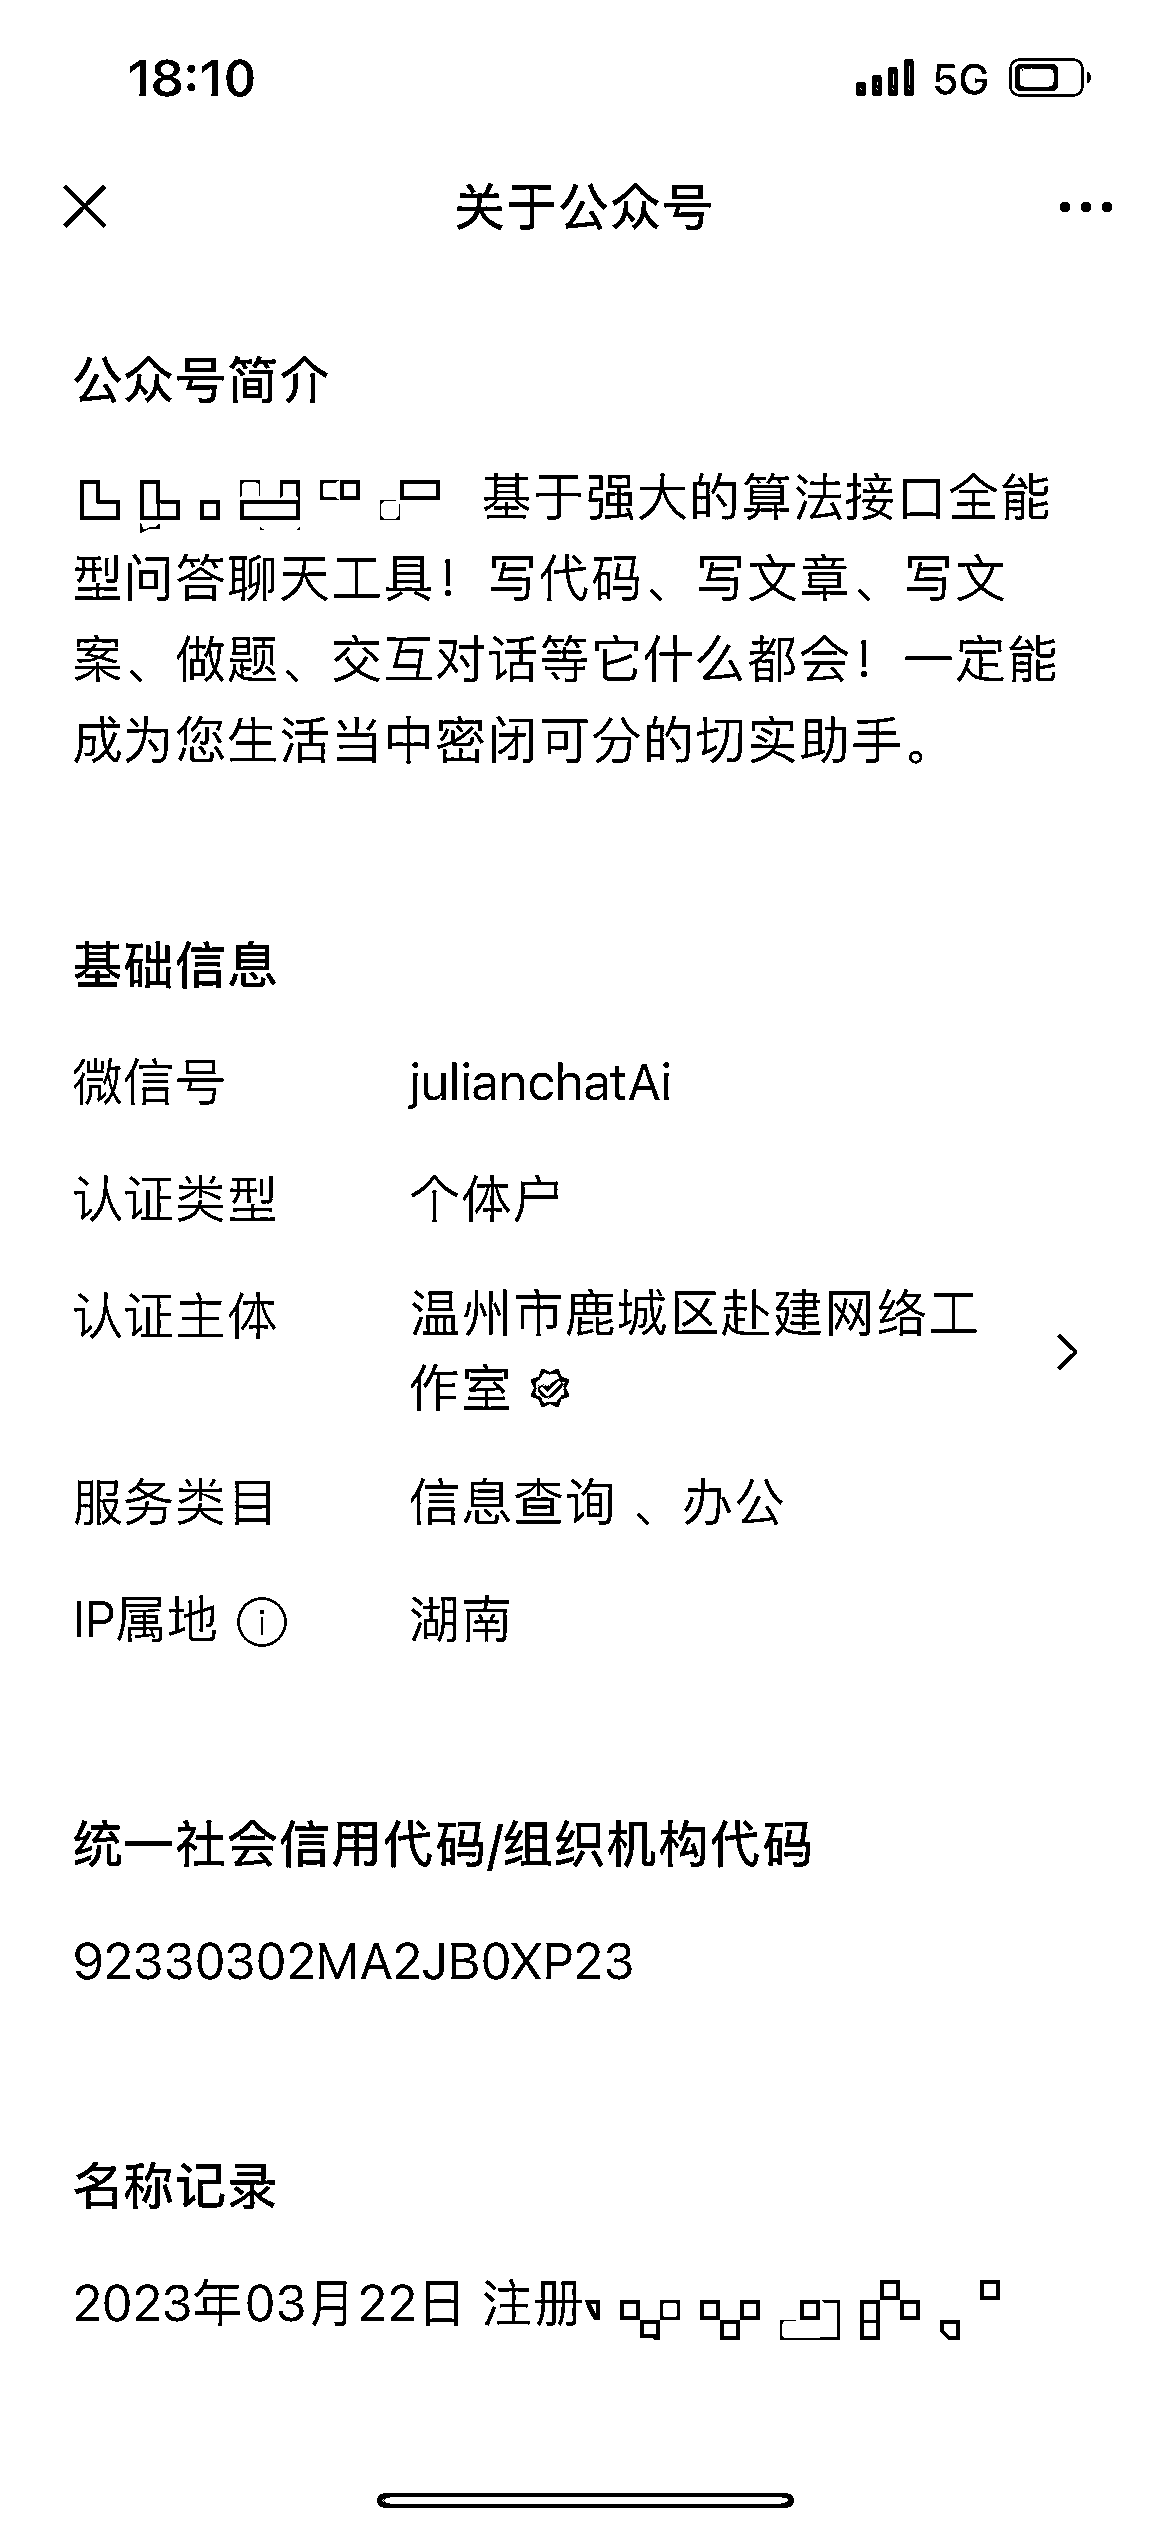 18:10 5G
关于公众号
公众号简介
基于强大的算法接口全能
型问答聊天工具！写代码、写文章、写文
案、做题、交互对话等它什么都会！一定能
成为您生活当中密闭可分的切实助手。
基础信息
微信号 julianchatAi
认证类型 个体户
认证主体 温州市鹿城区赴建网络工
作室
服务类目 信息查询 、办公
IP属地 湖南
统一社会信用代码/组织机构代码
92330302MA2JB0XP23
名称记录
2023年03月22日 注册